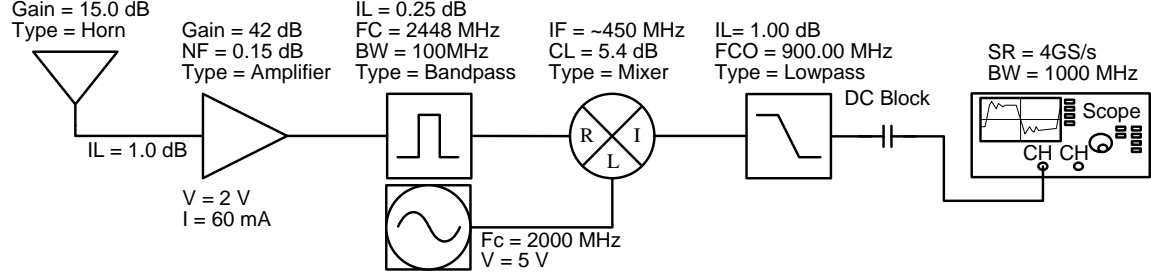 Gain = 15.0 dB
Type = Horn
IL = 1.0 dB
Gain = 42 dB
NF = 0.15 dB
Type = Amplifier
V = 2 V
I = 60 mA
IL = 0.25 dB
FC = 2448 MHz
BW = 100MHz
Type = Bandpass
Fc = 2000 MHz
V = 5 V
IF = ~450 MHz
CL = 5.4 dB
Type = Mixer
R
I
L
IL= 1.00 dB
FCO = 900.00 MHz
Type = Lowpass
DC Block
SR = 4GS/s
BW = 1000 MHz
Scope
CH CH